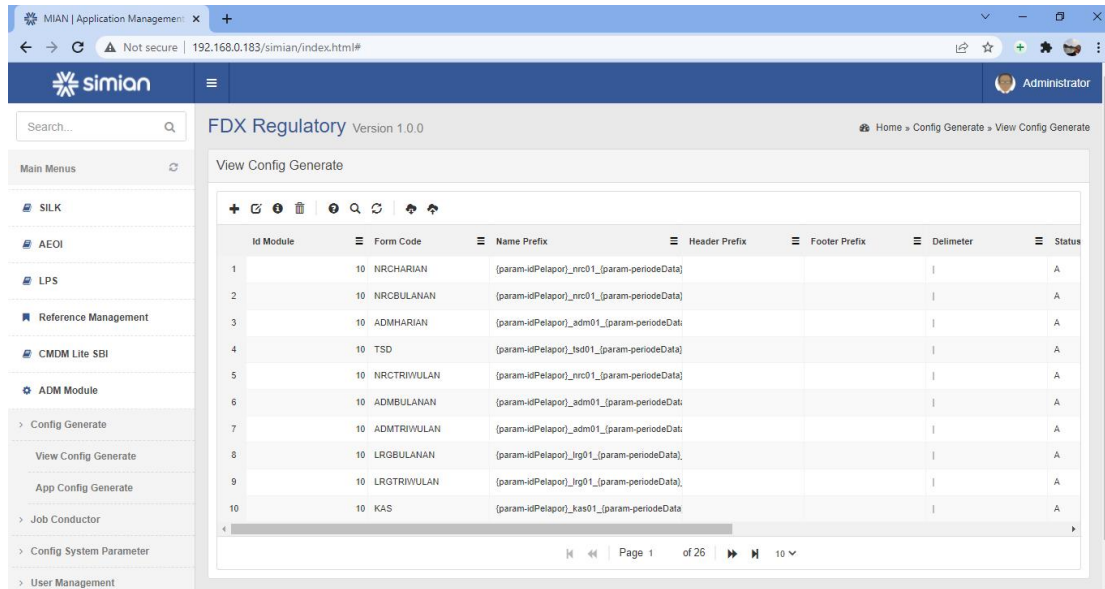 MIAN | Application Management
Not secure | 192.168.0.183/simian/index.html#
simian
Administrator
Search...
FDX Regulatory Version 1.0.0
Home » Config Generate » View Config Generate
Main Menus
View Config Generate
SILK
AEOI
LPS
Reference Management
CMDM Lite SBI
ADM Module
Config Generate
View Config Generate
App Config Generate
Job Conductor
Config System Parameter
User Management
Id Module Form Code Name Prefix Header Prefix Footer Prefix Delimeter Status
1 10 NRCHARIAN {param-idPelapor}_nrc01_{param-periodeData} | A
2 10 NRCBULANAN {param-idPelapor}_nrc01_{param-periodeData} | A
3 10 ADMHARIAN {param-idPelapor}_adm01_{param-periodeData | A
4 10 TSD {param-idPelapor}_tsd01_{param-periodeData} | A
5 10 NRCTRIWULAN {param-idPelapor}_nrc01_{param-periodeData} | A
6 10 ADMBULANAN {param-idPelapor}_adm01_{param-periodeData | A
7 10 ADMTRIWULAN {param-idPelapor}_adm01_{param-periodeData | A
8 10 LRGBULANAN {param-idPelapor}_lrg01_{param-periodeData}_ | A
9 10 LRGTRIWULAN {param-idPelapor}_lrg01_{param-periodeData}_ | A
10 10 KAS {param-idPelapor}_kas01_{param-periodeData | A
Page 1 of 26 10